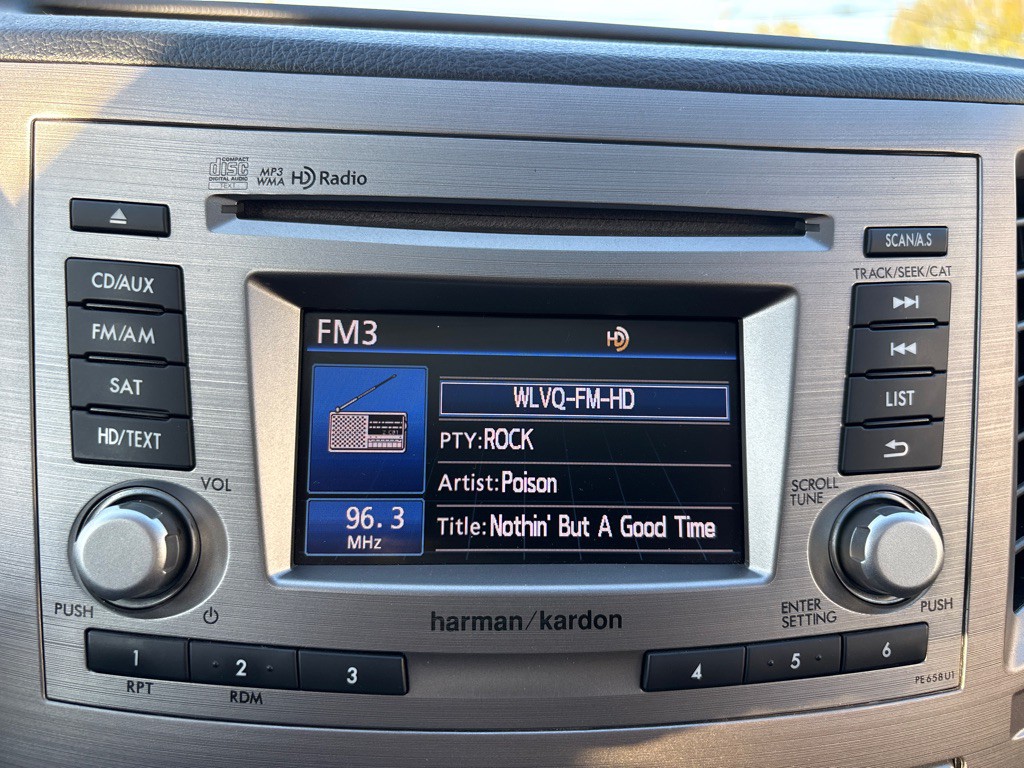 COMPACT
disc
DIGITAL AUDIO
TEXT
MP3
WMA
HD Radio
SCAN/A.S
TRACK/SEEK/CAT
CD/AUX
FM/AM
SAT
HD/TEXT
LIST
FM3
HD
WLVQ-FM-HD
PTY:ROCK
Artist:Poison
Title:Nothin' But A Good Time
96.3
MHz
VOL
PUSH
SCROLL
TUNE
ENTER
SETTING
PUSH
harman/kardon
1
2
3
4
5
6
RPT
RDM
PE658U1